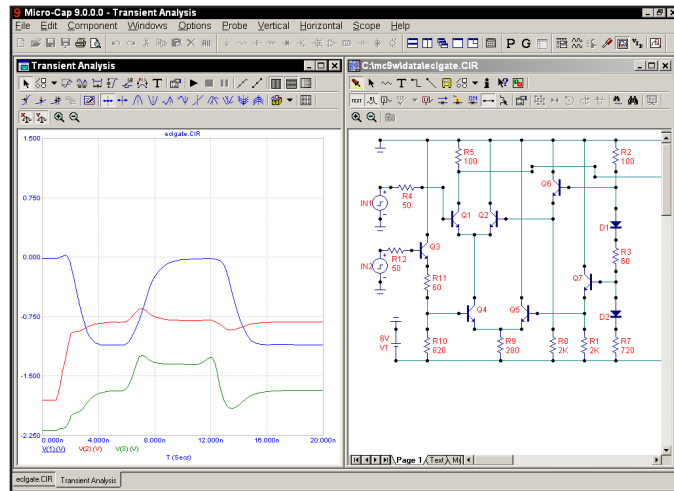 Micro-Cap 9.0.0.0 - Transient Analysis
File Edit Component Windows Options Probe Vertical Horizontal Scope Help
Transient Analysis
C:\mc9w\data\eclgate.CIR
eclgate.CIR
1.500
0.750
0.000
-0.750
-1.500
-2.250
0.000n 4.000n 8.000n 12.000n 16.000n 20.000n
V(1) (V) V(2) (V) V(3) (V)
T (Secs)
R5
100
R2
100
Q6
R4
50
IN1
Q1
Q2
D1
Q3
R12
50
IN2
R3
60
R11
60
Q7
Q4
Q5
D2
6V
V1
R10
820
R9
280
R8
2K
R1
2K
R7
720
Page 1 Text
eclgate.CIR Transient Analysis